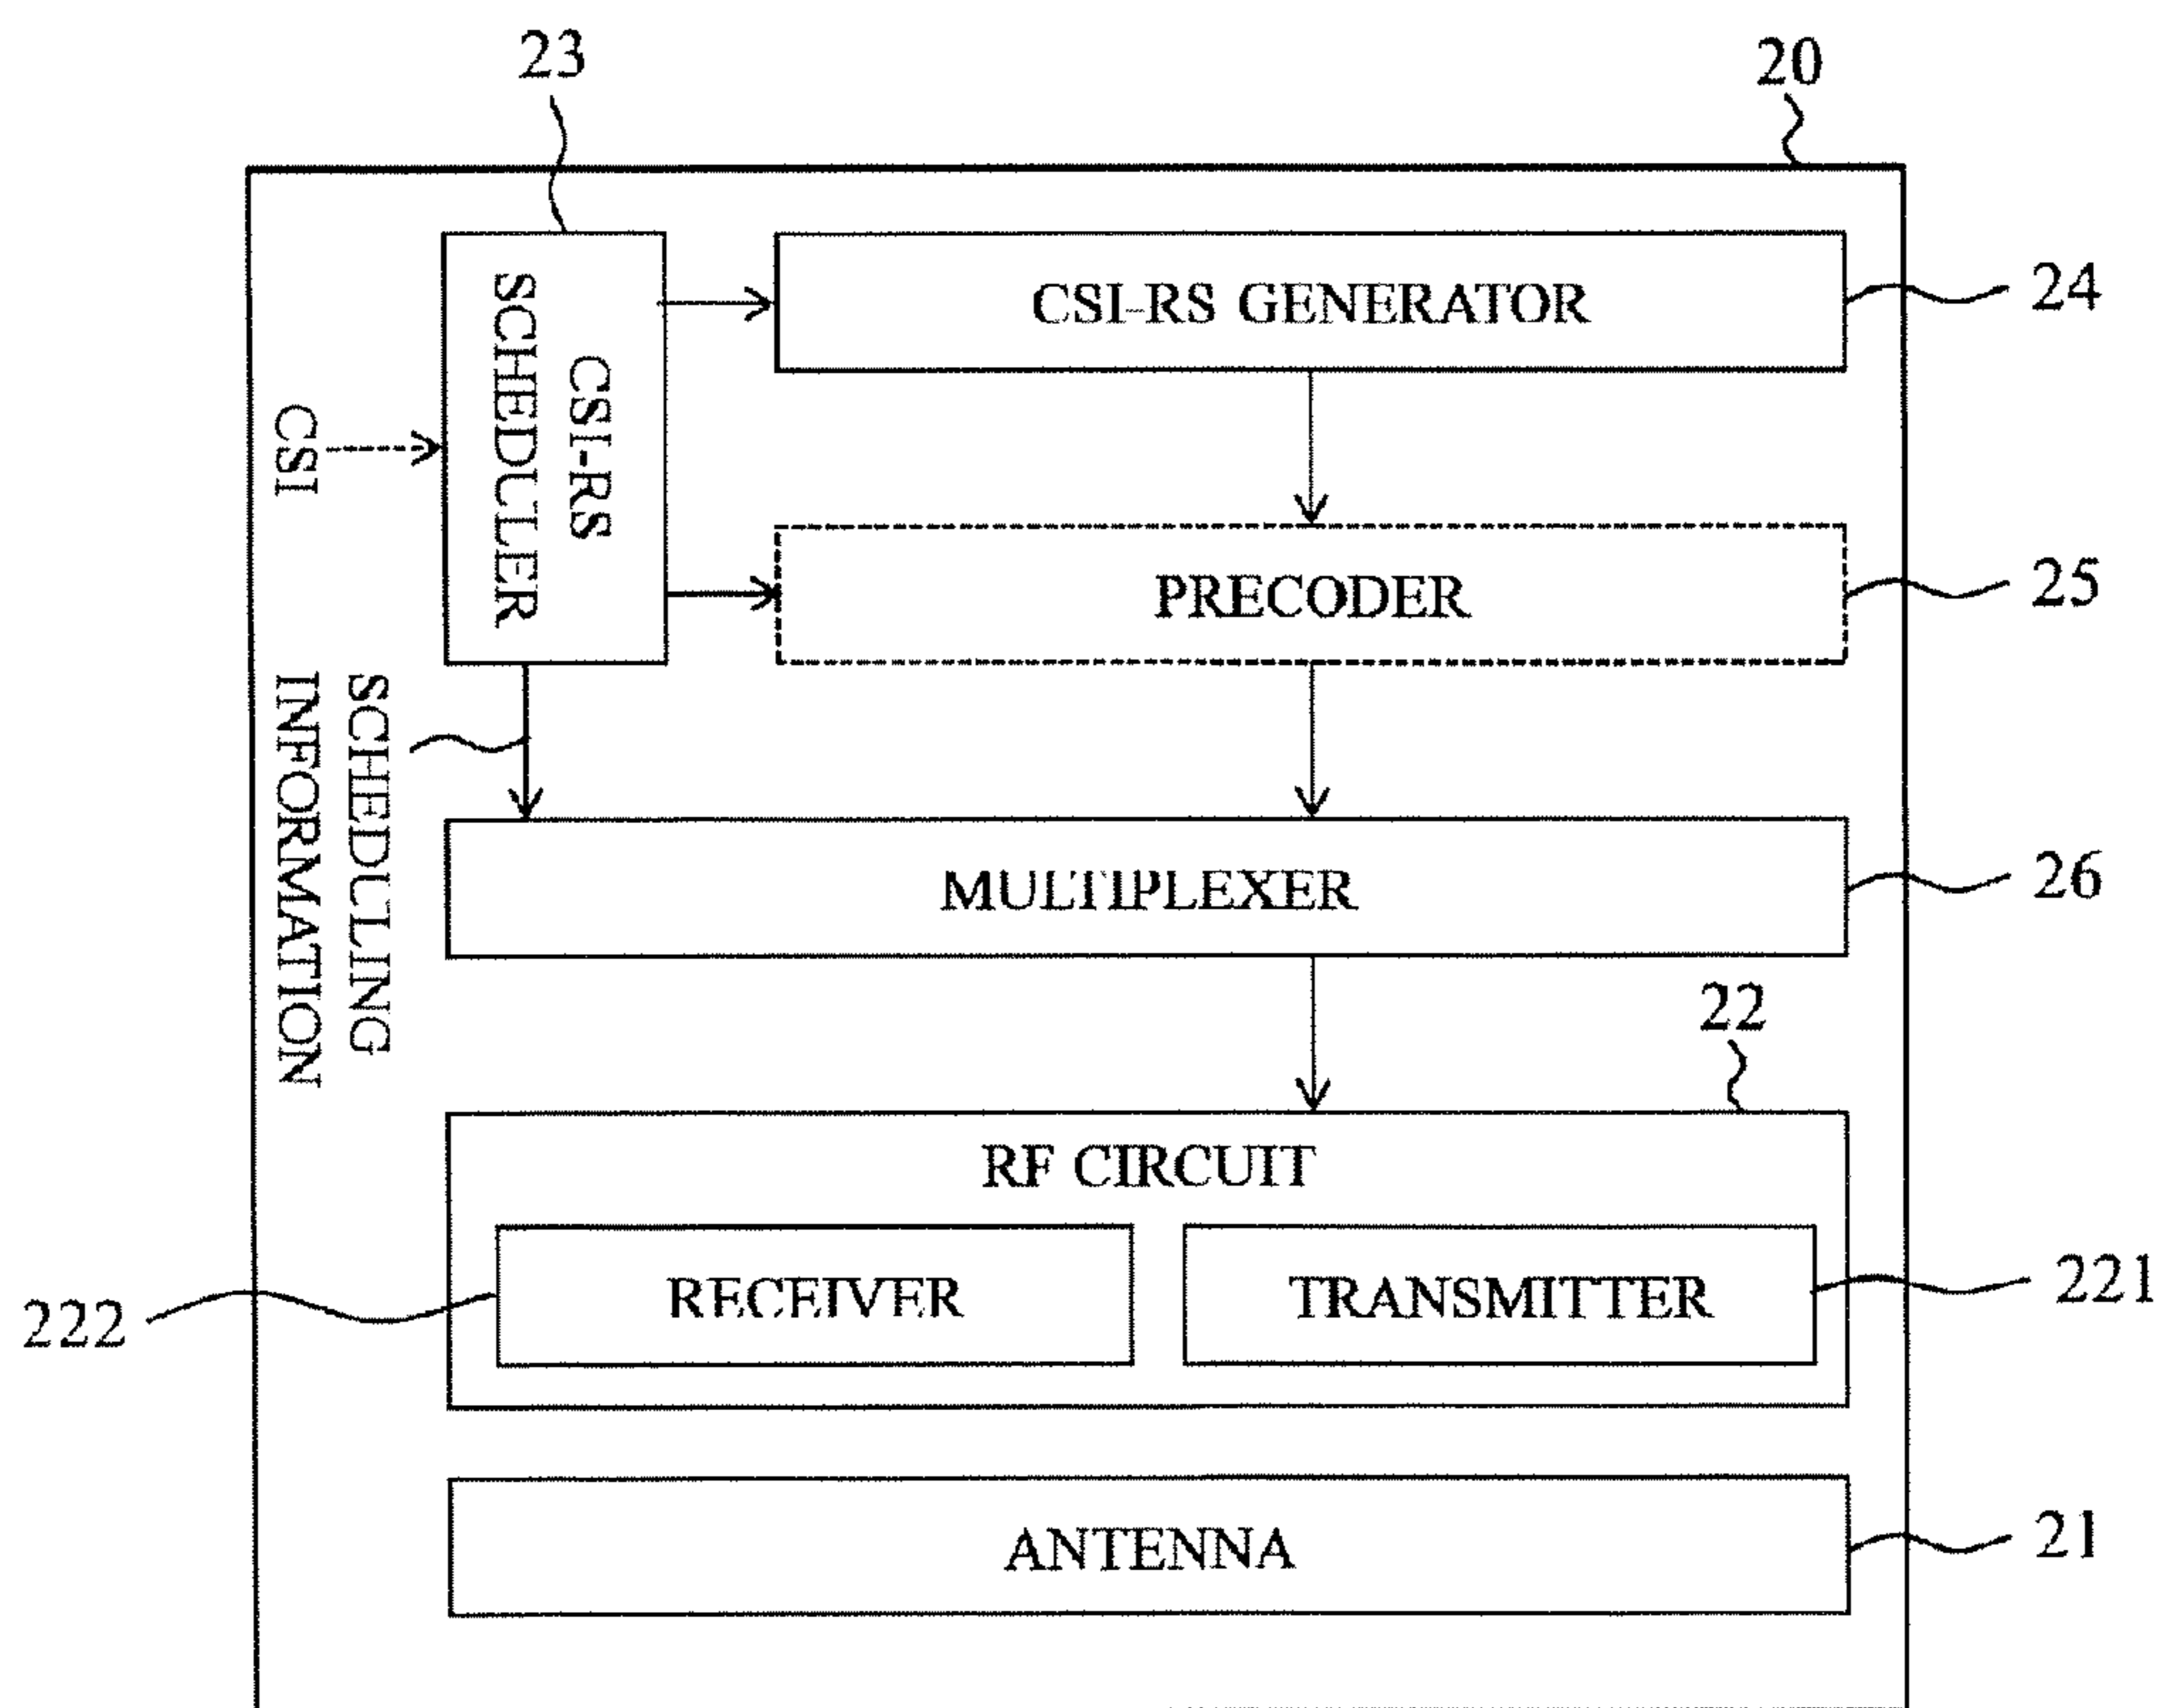 23
20
CSI-RS
SCHEDULER
CSI-RS GENERATOR
24
CSI
PRECODER
25
SCHEDULING
INFORMATION
MULTIPLEXER
26
22
RF CIRCUIT
RECEIVER
TRANSMITTER
221
222
ANTENNA
21